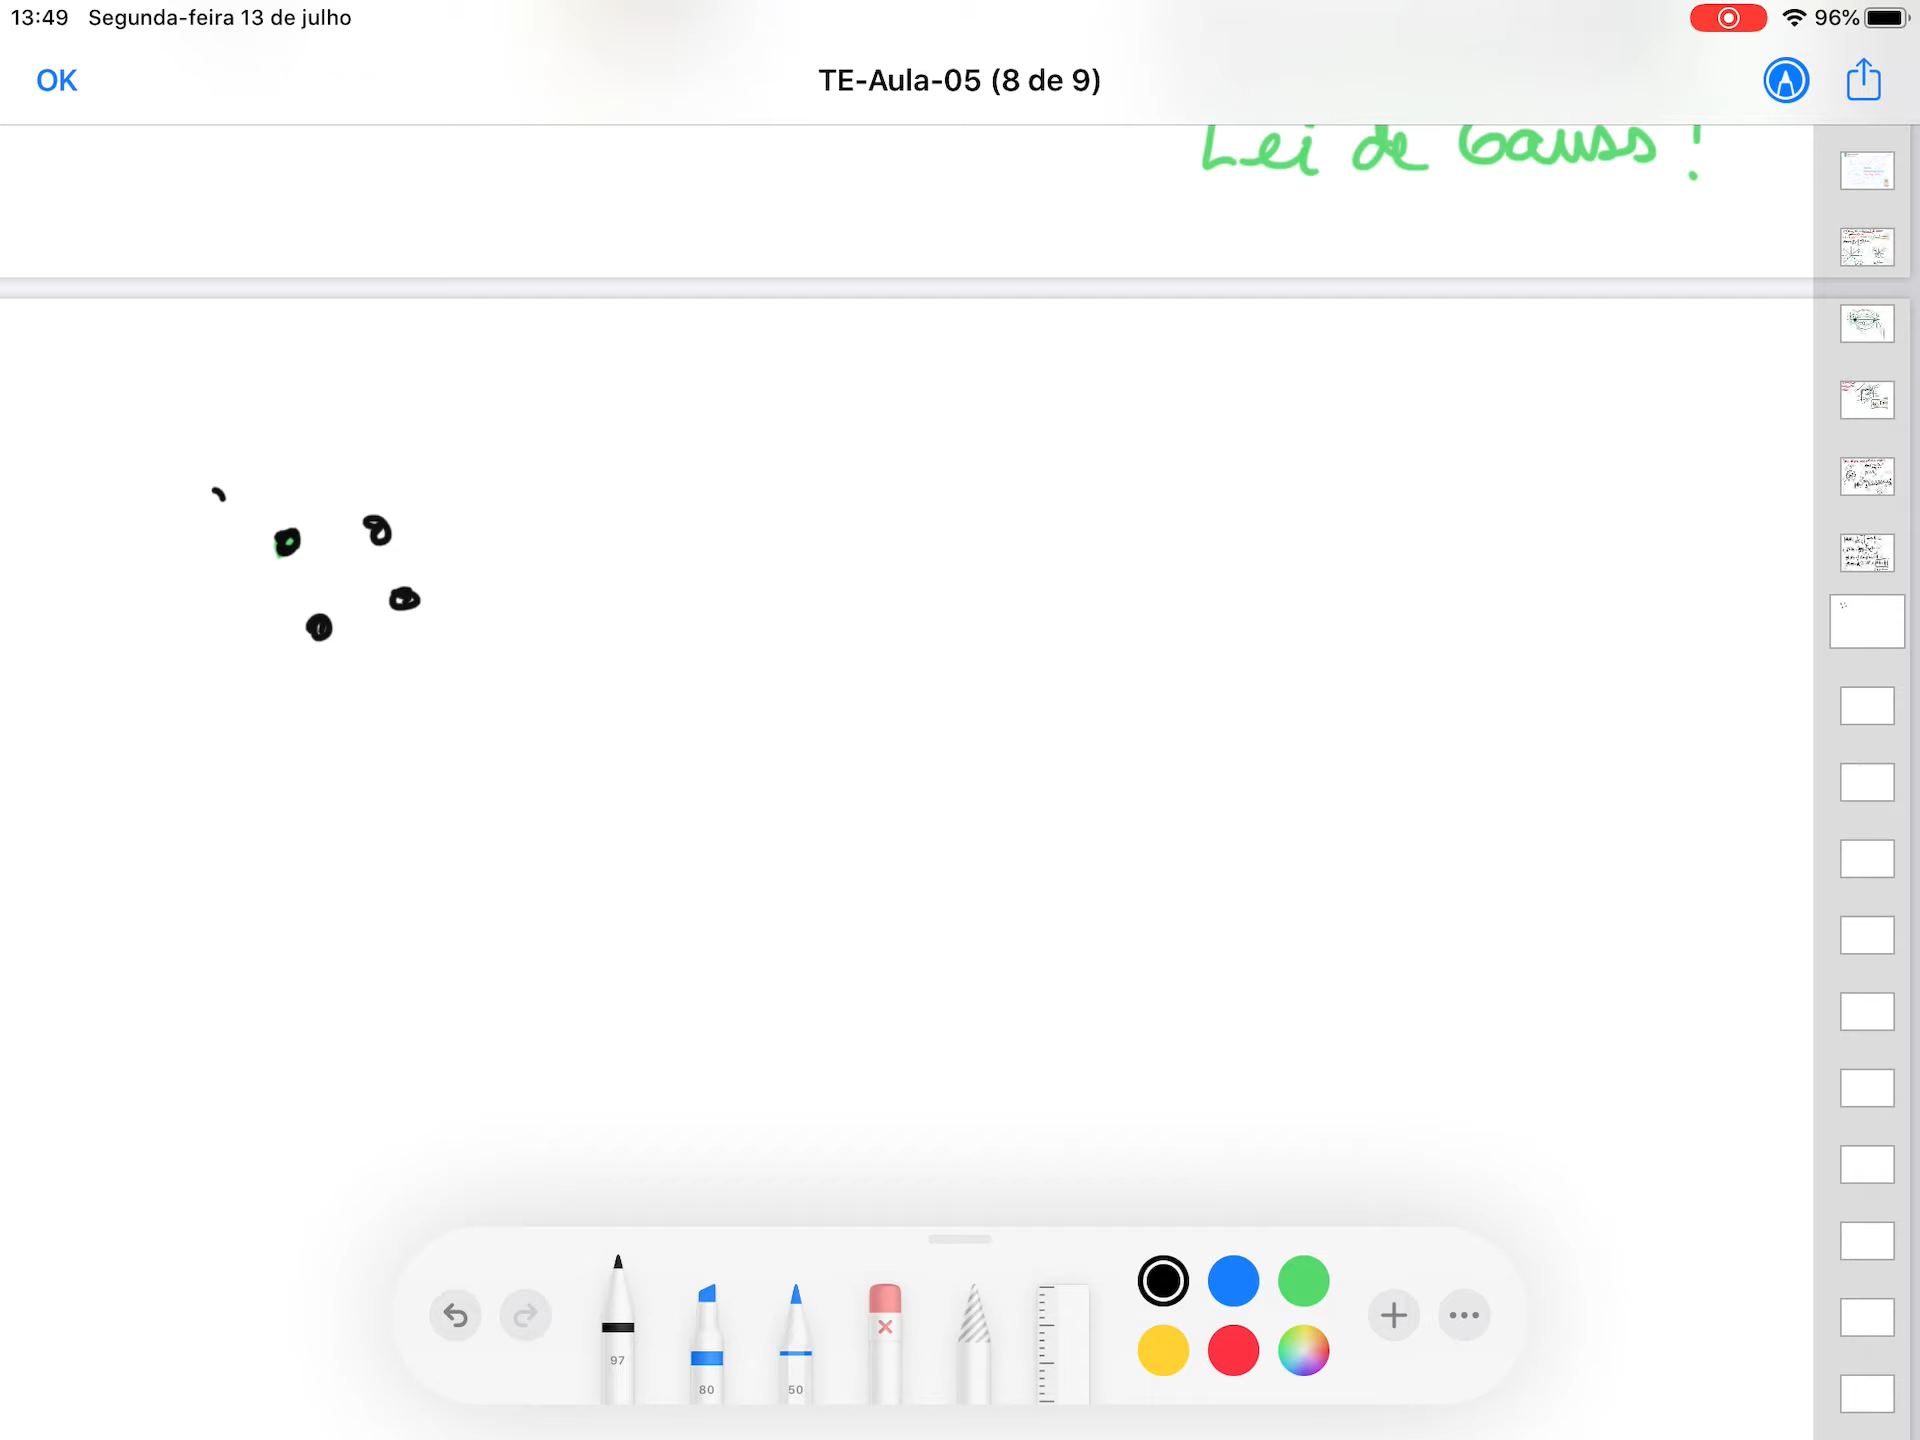 13:49 Segunda-feira 13 de julho 96%
OK TE-Aula-05 (8 de 9)
Lei de Gauss !
97 80 50